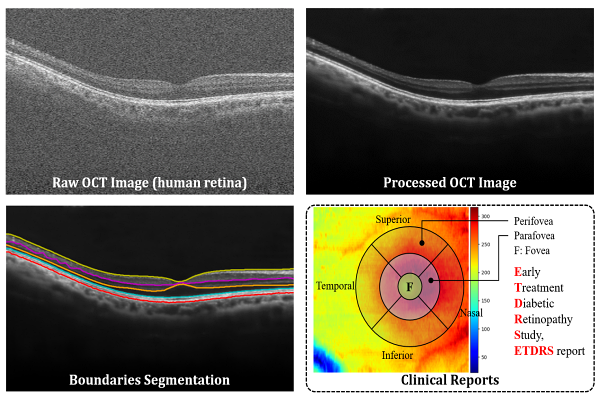 Raw OCT Image (human retina)
Processed OCT Image
Boundaries Segmentation
Superior
Temporal
F
Nasal
Inferior
300
250
200
150
100
50
Perifovea
Parafovea
F: Fovea
Early
Treatment
Diabetic
Retinopathy
Study,
ETDRS report
Clinical Reports